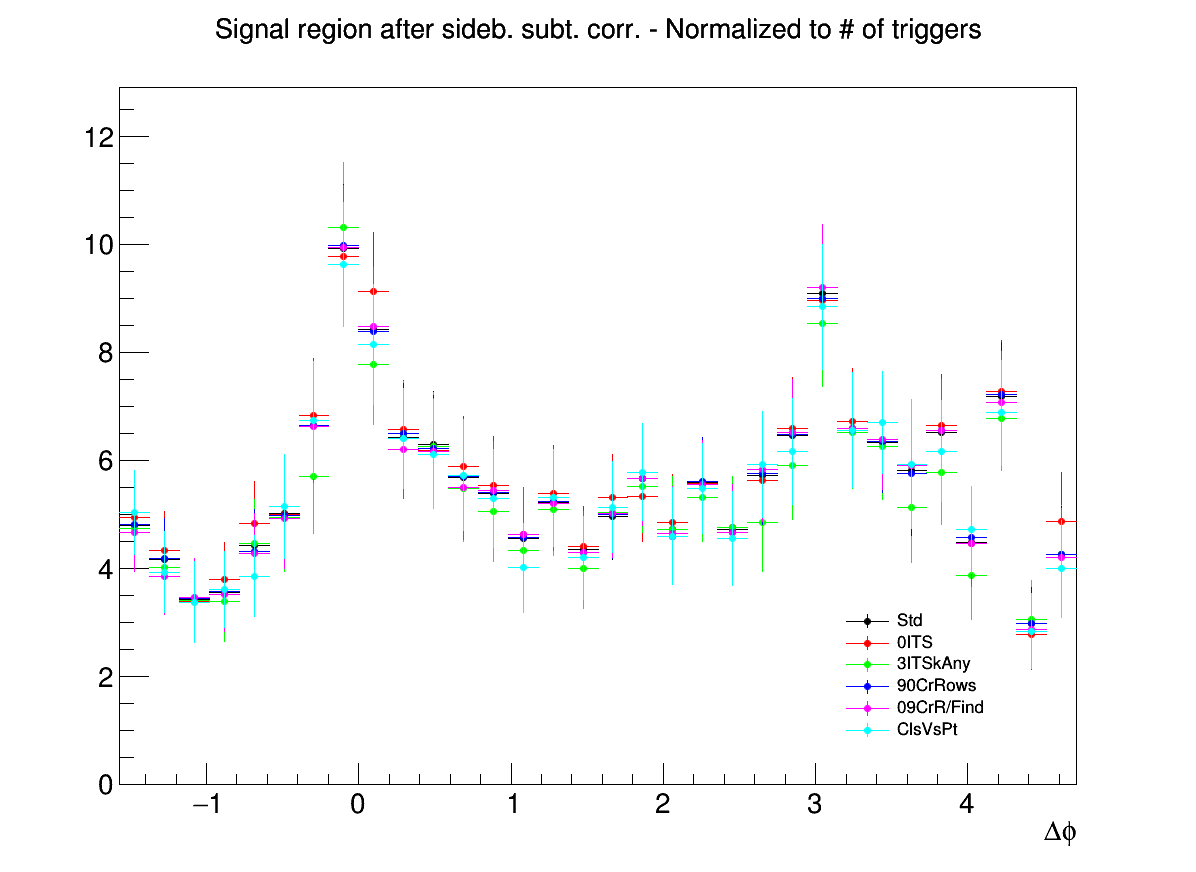 Signal region after sideb. subt. corr. - Normalized to # of triggers
12
10
8
6
4
2
0
−1 0 1 2 3 4
Δϕ
Std
0ITS
3ITSkAny
90CrRows
09CrR/Find
ClsVsPt